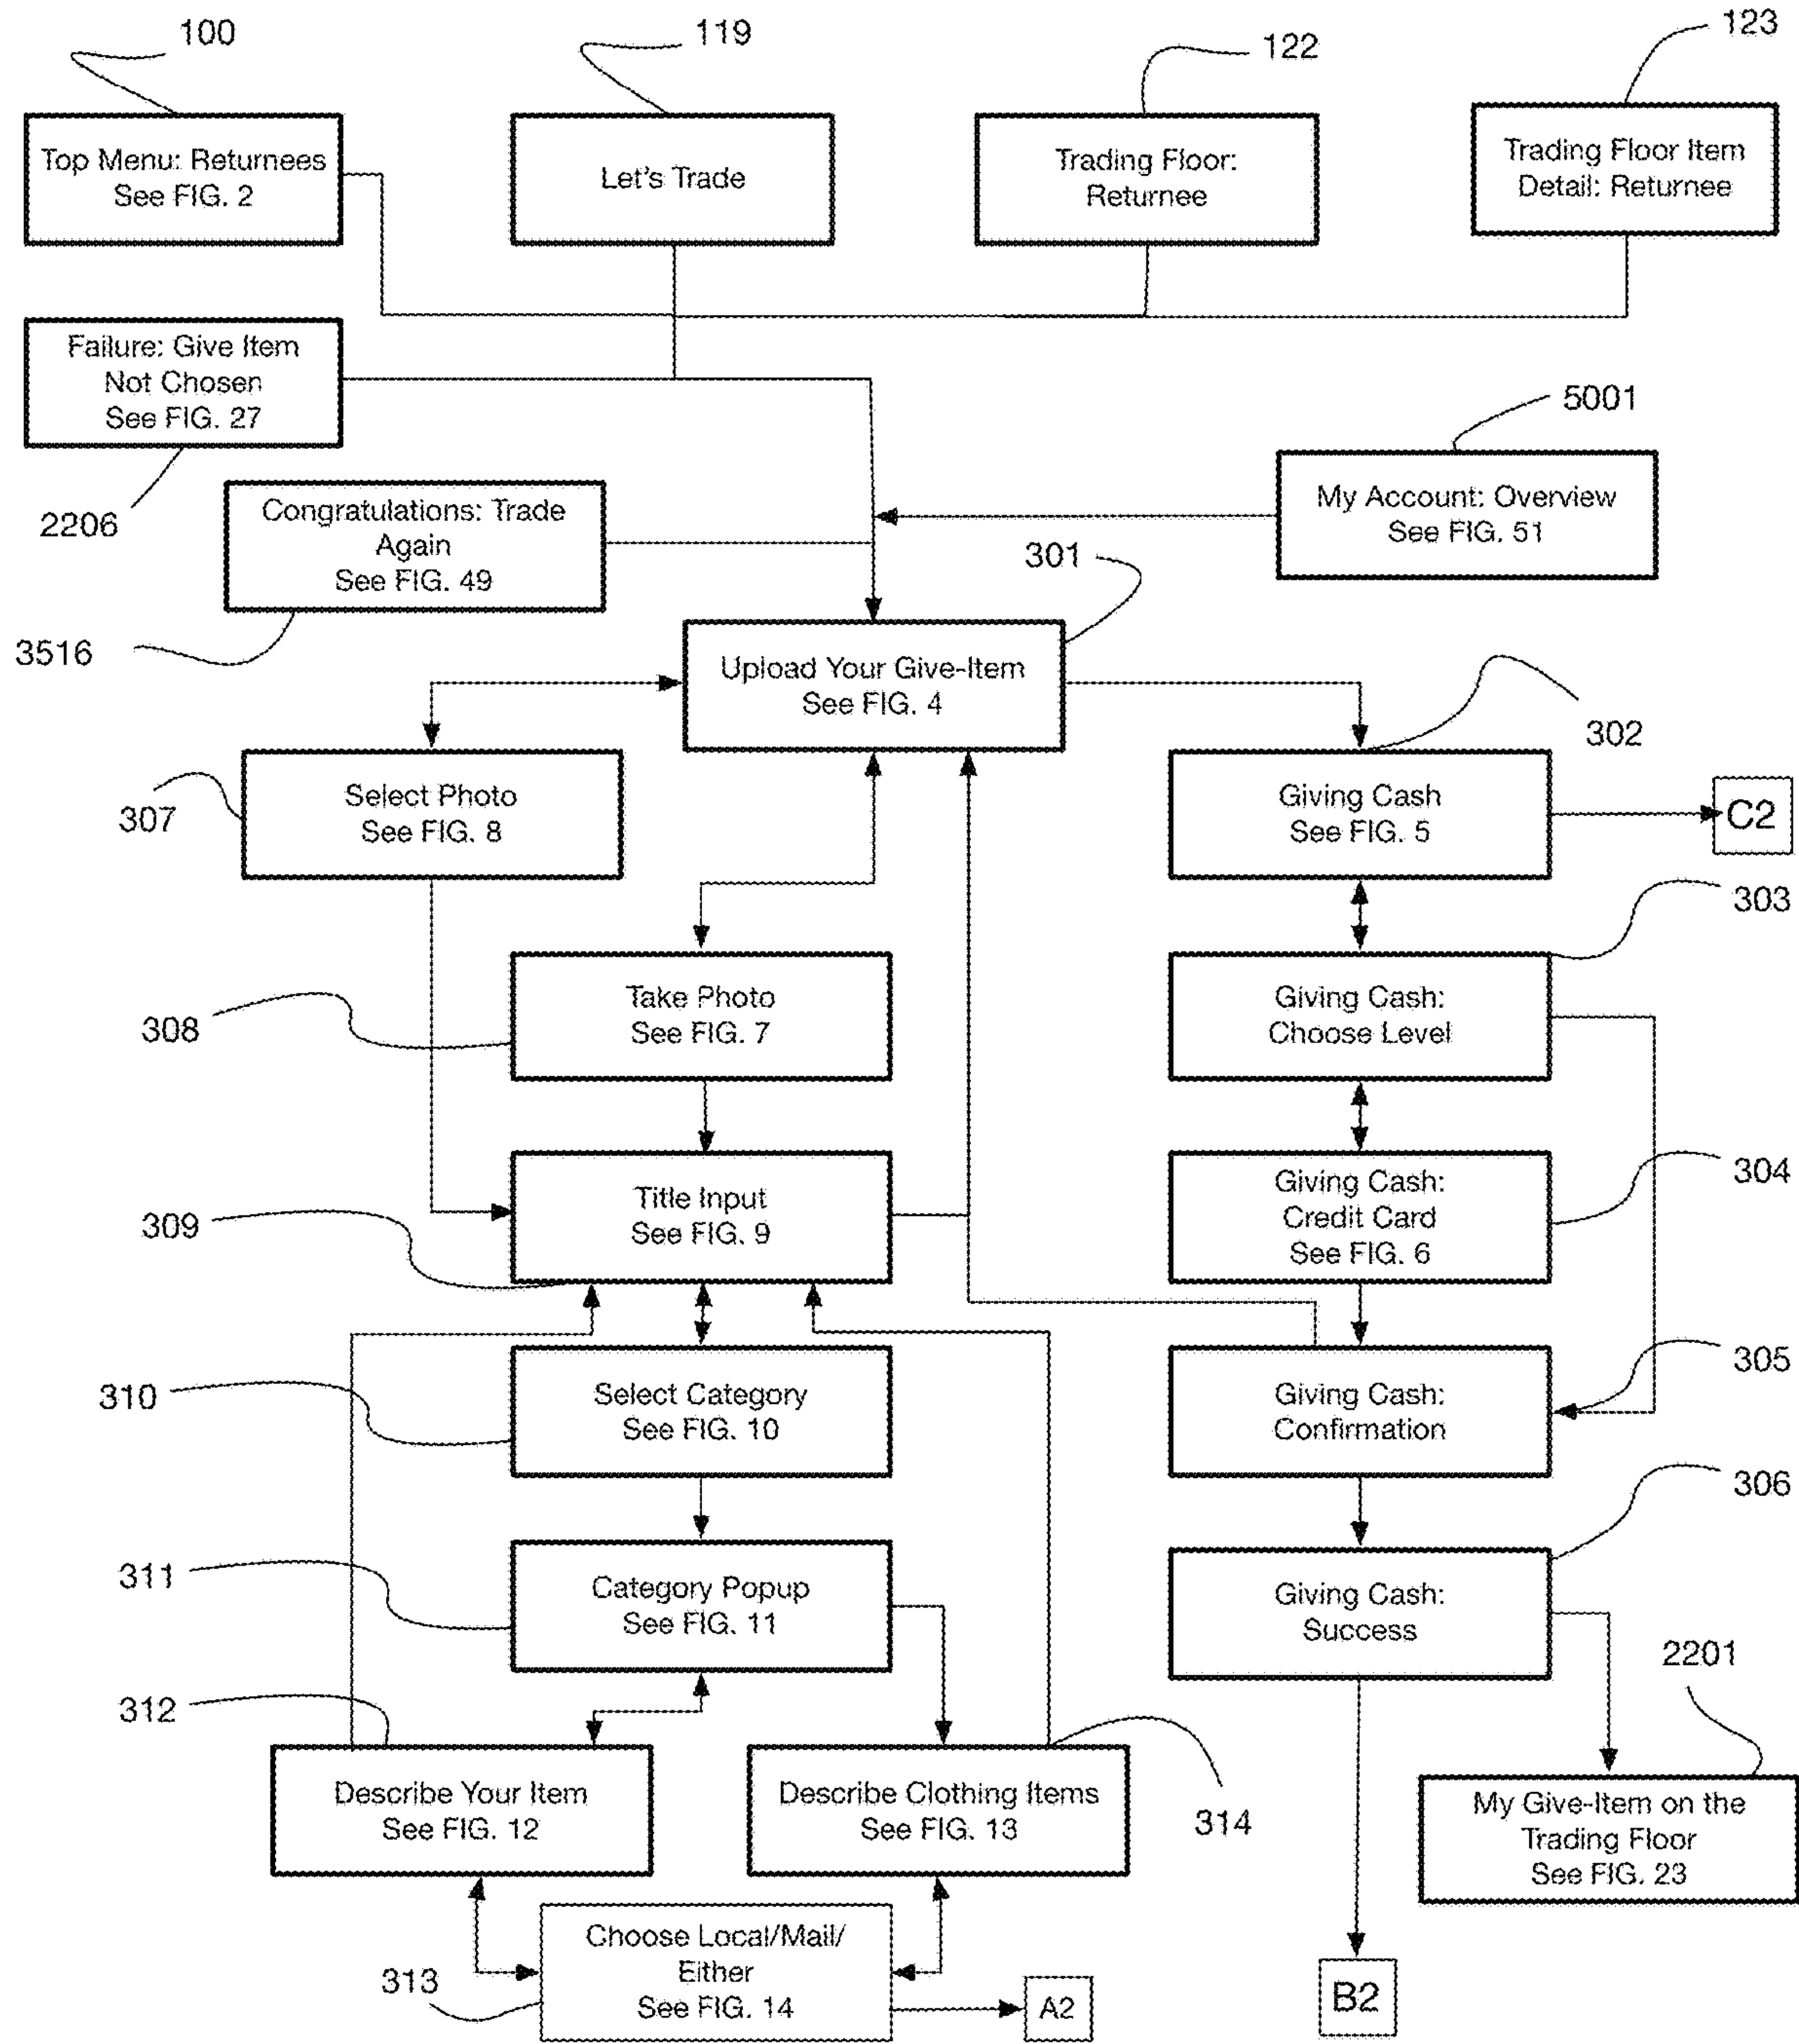 100
119
122
123
Top Menu: Returnees
See FIG. 2
Let's Trade
Trading Floor:
Returnee
Trading Floor Item
Detail: Returnee
Failure: Give Item
Not Chosen
See FIG. 27
2206
5001
My Account: Overview
See FIG. 51
Congratulations: Trade
Again
See FIG. 49
3516
301
Upload Your Give-Item
See FIG. 4
302
307
Select Photo
See FIG. 8
Giving Cash
See FIG. 5
C2
303
308
Take Photo
See FIG. 7
Giving Cash:
Choose Level
309
Title Input
See FIG. 9
Giving Cash:
Credit Card
See FIG. 6
304
310
Select Category
See FIG. 10
Giving Cash:
Confirmation
305
306
311
Category Popup
See FIG. 11
Giving Cash:
Success
2201
312
Describe Your Item
See FIG. 12
Describe Clothing Items
See FIG. 13
314
My Give-Item on the
Trading Floor
See FIG. 23
313
Choose Local/Mail/
Either
See FIG. 14
A2
B2